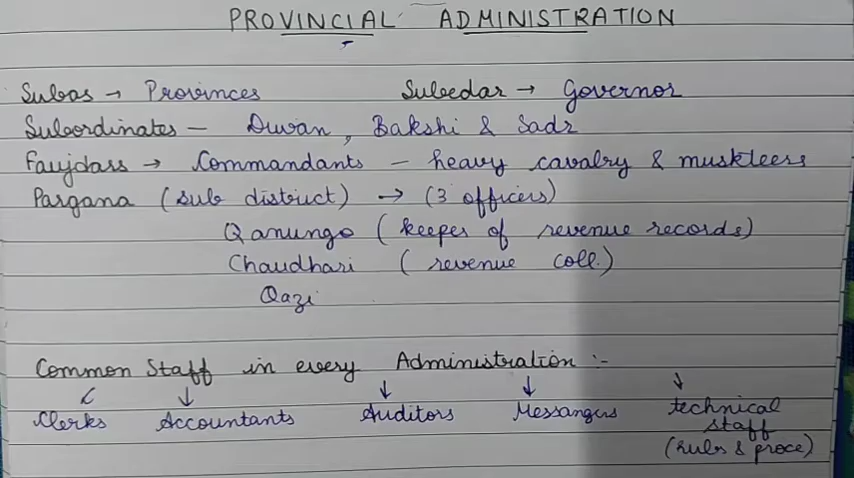 PROVINCIAL ADMINISTRATION
Subas → Provinces Subedar → Governor
Subordinates – Diwan, Bakshi & Sadr
Faujdars → Commandants – heavy cavalry & muskteers
Pargana (sub district) → (3 officers)
Qanungo (keeper of revenue records)
Chaudhari (revenue coll.)
Qazi
Common Staff in every Administration :-
Clerks Accountants Auditors Messangers technical
staff
(rules & proce)